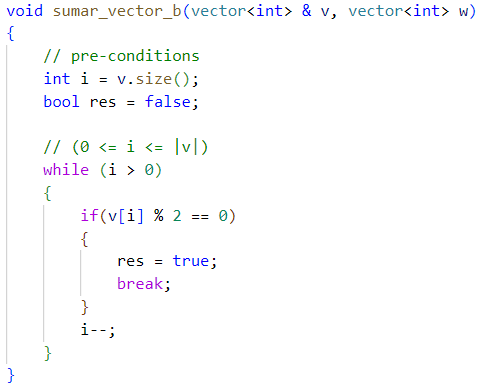 void sumar_vector_b(vector<int> & v, vector<int> w)
{
    // pre-conditions
    int i = v.size();
    bool res = false;

    // (0 <= i <= |v|)
    while (i > 0)
    {
        if(v[i] % 2 == 0)
        {
            res = true;
            break;
        }
        i--;
    }
}